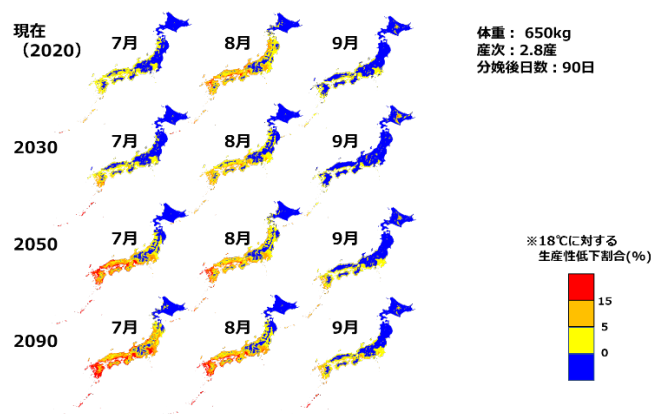 現在
（2020）
7月
8月
9月
体重： 650kg
産次：2.8産
分娩後日数：90日
2030
7月
8月
9月
2050
7月
8月
9月
※18℃に対する
生産性低下割合(%)
15
5
0
2090
7月
8月
9月